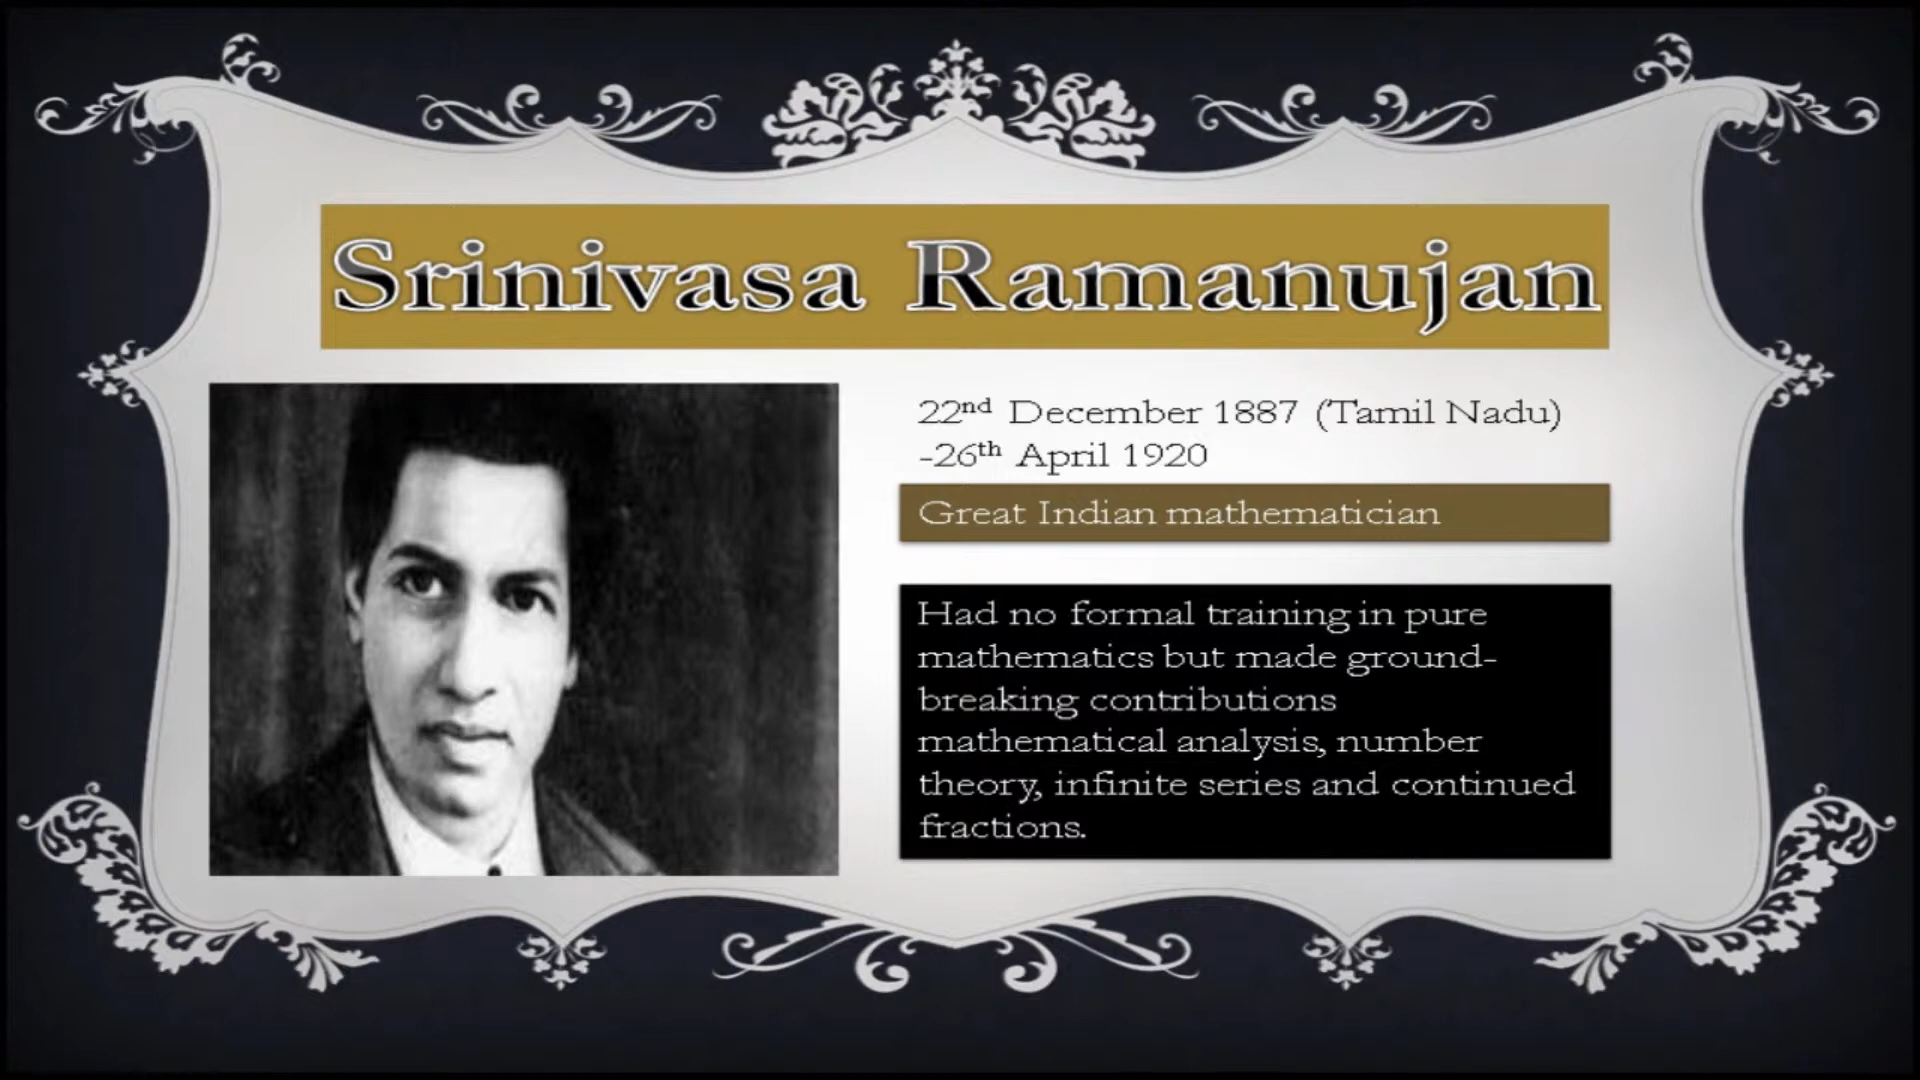 Srinivasa Ramanujan
22nd December 1887 (Tamil Nadu)
-26th April 1920
Great Indian mathematician
Had no formal training in pure
mathematics but made ground-
breaking contributions
mathematical analysis, number
theory, infinite series and continued
fractions.